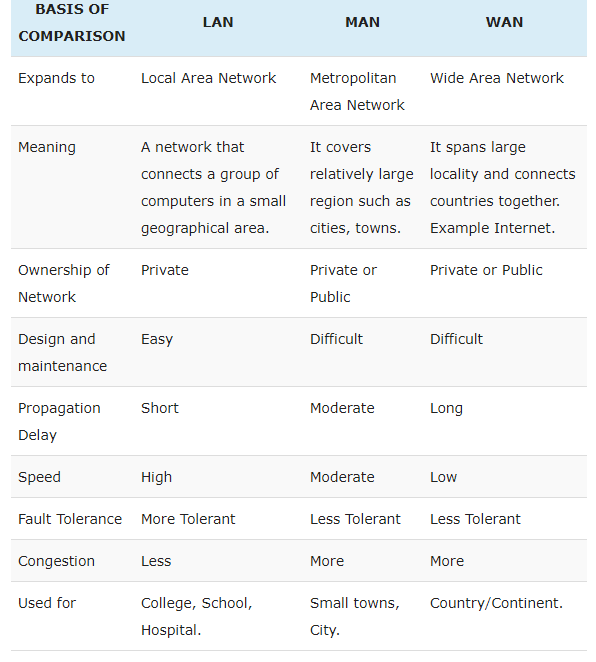 BASIS OF
COMPARISON
LAN
MAN
WAN
Expands to
Local Area Network
Metropolitan
Area Network
Wide Area Network
Meaning
A network that
connects a group of
computers in a small
geographical area.
It covers
relatively large
region such as
cities, towns.
It spans large
locality and connects
countries together.
Example Internet.
Ownership of
Network
Private
Private or
Public
Private or Public
Design and
maintenance
Easy
Difficult
Difficult
Propagation
Delay
Short
Moderate
Long
Speed
High
Moderate
Low
Fault Tolerance
More Tolerant
Less Tolerant
Less Tolerant
Congestion
Less
More
More
Used for
College, School,
Hospital.
Small towns,
City.
Country/Continent.